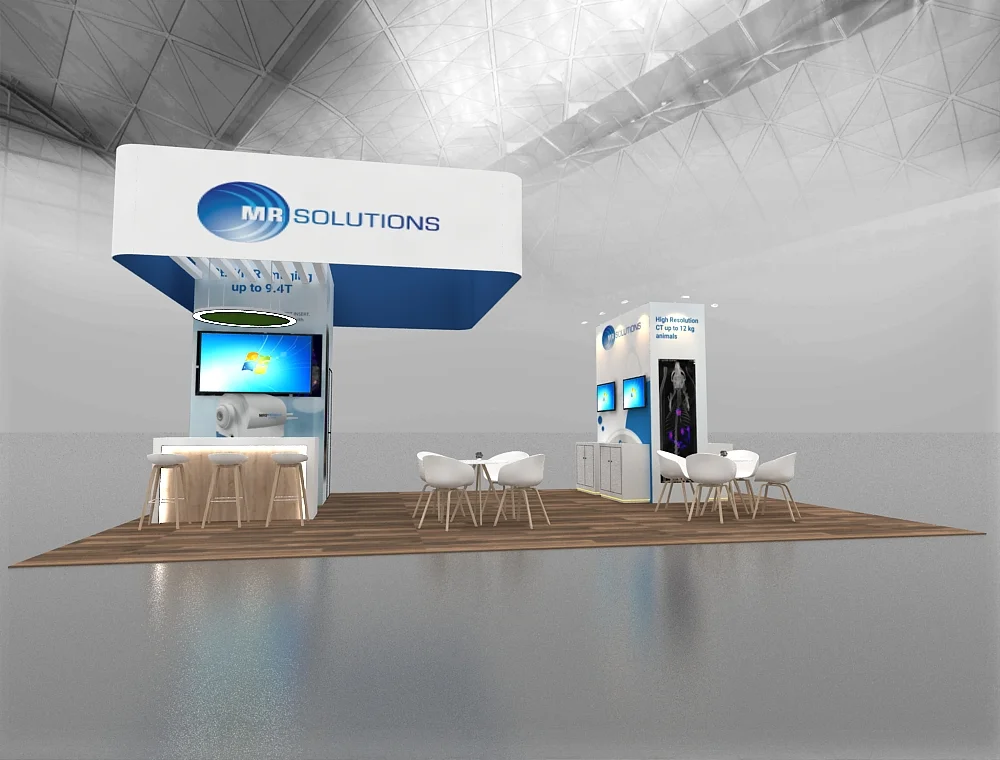 MR SOLUTIONS
up to 9.4T
MR SOLUTIONS
High Resolution
CT up to 12 kg
animals